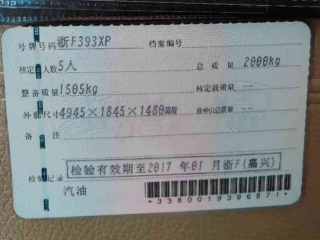 号牌号码 浙F393XP 档案编号
核定人数 5人 总质量 2000kg
整备质量 1505kg 核定载质量
外廓尺寸 4945×1845×1480mm 准牵引总质量
备注
检验有效期至2017年01月浙F(嘉兴)
检验记录
汽油
*3380019396871*